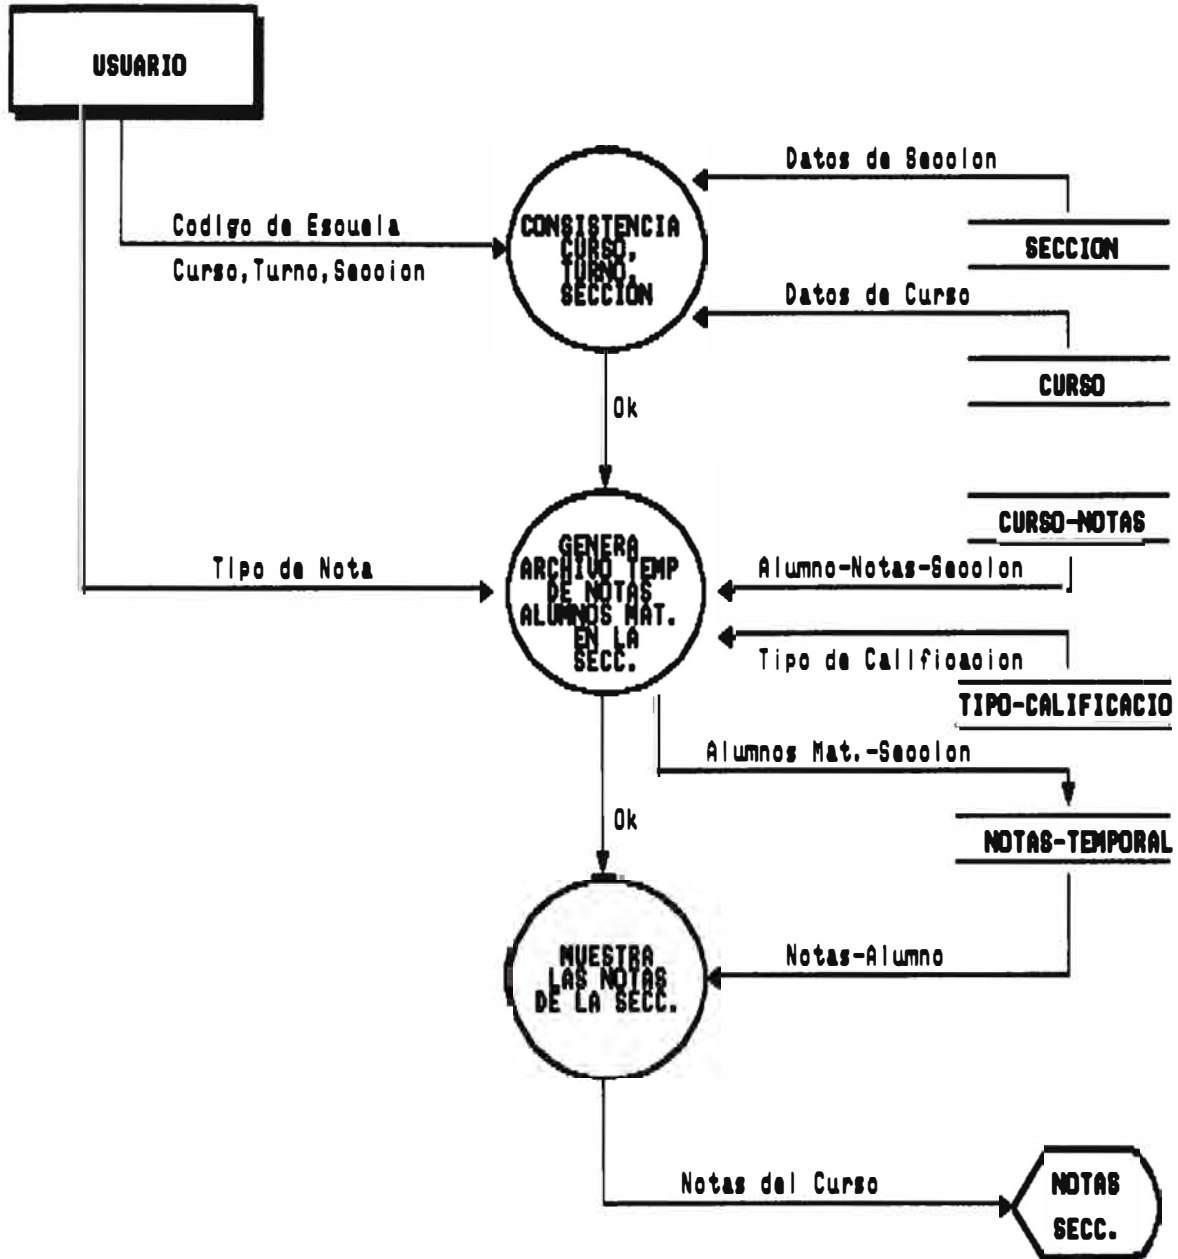 USUARIO
Datos de Seccion
Codigo de Escuela
Curso,Turno,Seccion
CONSISTENCIA
CURSO,
TURNO,
SECCION
SECCION
Datos de Curso
CURSO
Ok
CURSO-NOTAS
Tipo de Nota
GENERA
ARCHIVO TEMP
DE NOTAS
ALUMNOS MAT.
EN LA
SECC.
Alumno-Notas-Seccion
Tipo de Calificacion
TIPO-CALIFICACIO
Alumnos Mat.-Seccion
Ok
NOTAS-TEMPORAL
MUESTRA
LAS NOTAS
DE LA SECC.
Notas-Alumno
Notas del Curso
NOTAS
SECC.